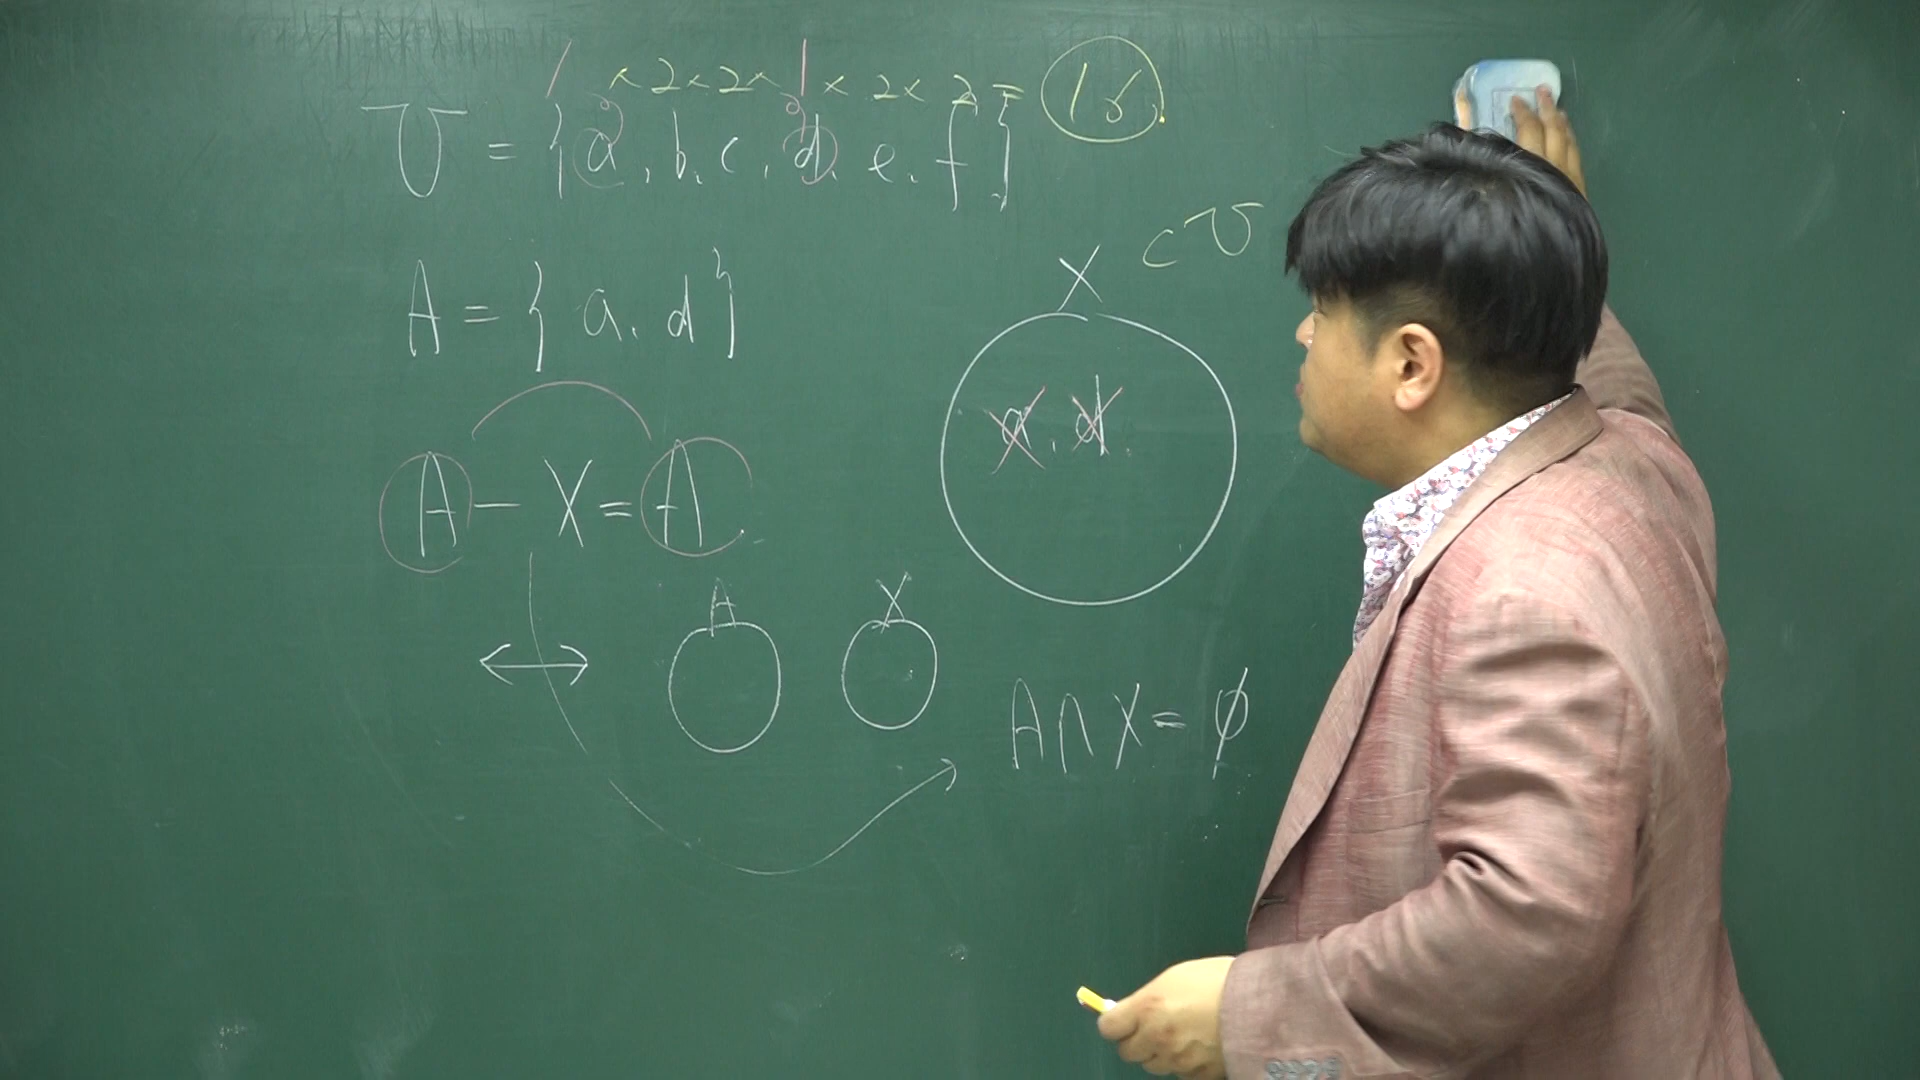 1 × 2 × 2 × 1 × 2 × 2 = 16
U = {a, b, c, d, e, f}
X ⊂ U
A = {a, d}
a, d
A - X = A
A X
A∩X = ∅